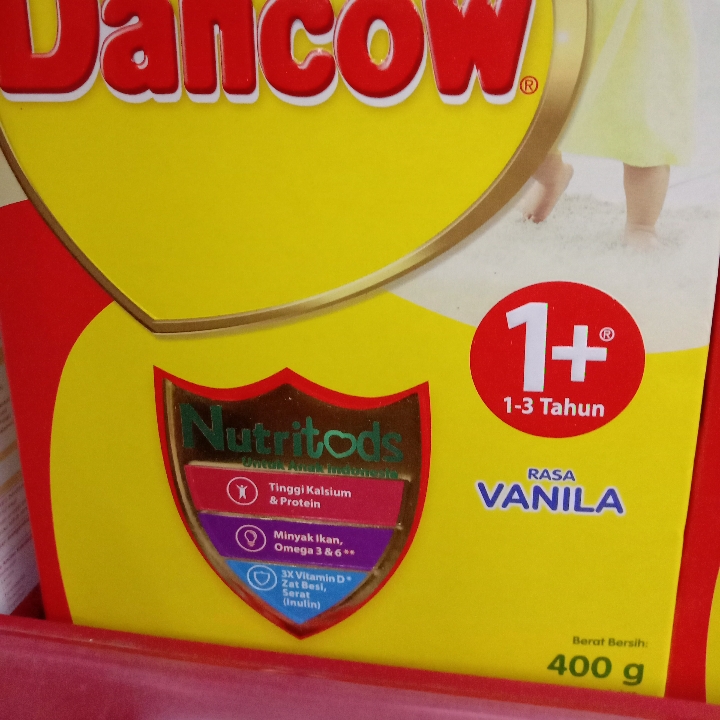 Dancow®
1+®
1-3 Tahun
RASA
VANILA
Nutritods
Untuk Anak Indonesia
Tinggi Kalsium
& Protein
Minyak Ikan,
Omega 3 & 6**
3X Vitamin D*
Zat Besi,
Serat
(inulin)
Berat Bersih:
400 g